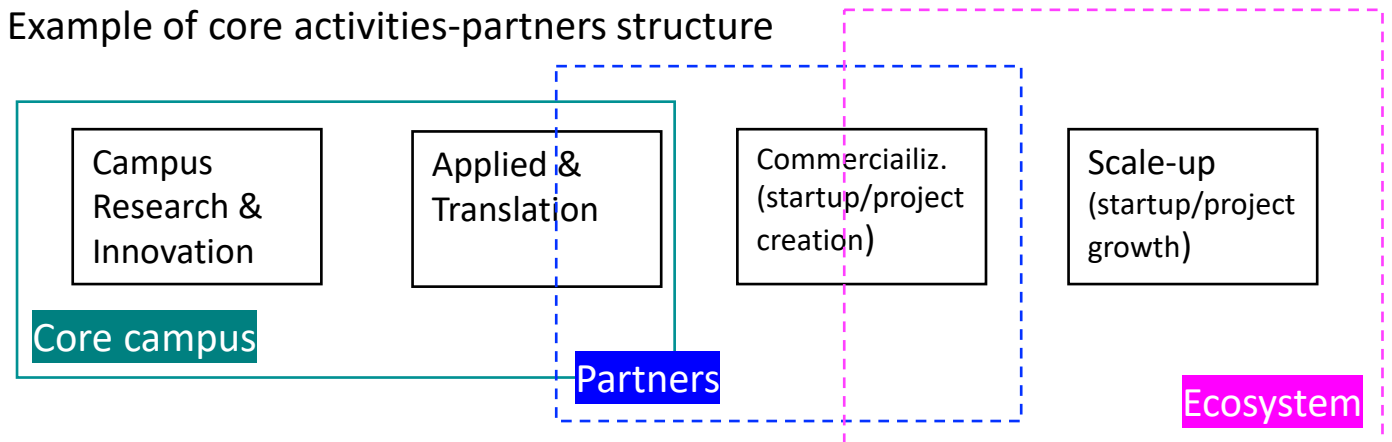 Example of core activities-partners structure
Campus
Research &
Innovation
Applied &
Translation
Commerciailiz.
(startup/project
creation)
Scale-up
(startup/project
growth)
Core campus
Partners
Ecosystem